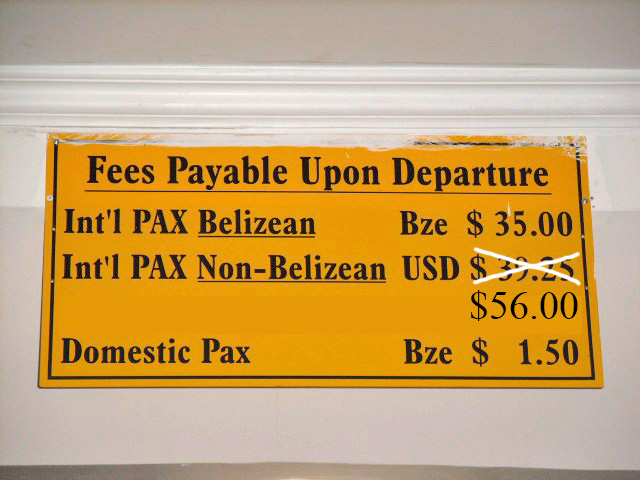 Fees Payable Upon Departure
Int'l PAX Belizean Bze $ 35.00
Int'l PAX Non-Belizean USD $ 39.25
$56.00
Domestic Pax Bze $ 1.50